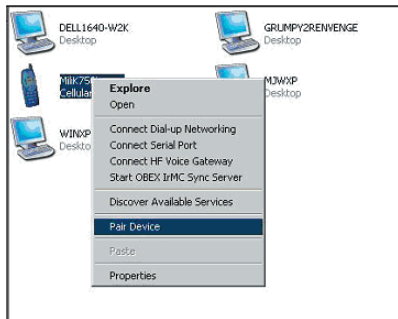 DELL1640-W2K
Desktop
GRUMPY2RENVENGE
Desktop
Cellular
MJWXP
Desktop
WINXP
Explore
Open
Connect Dial-up Networking
Connect Serial Port
Connect HF Voice Gateway
Start OBEX IrMC Sync Server
Discover Available Services
Pair Device
Paste
Properties